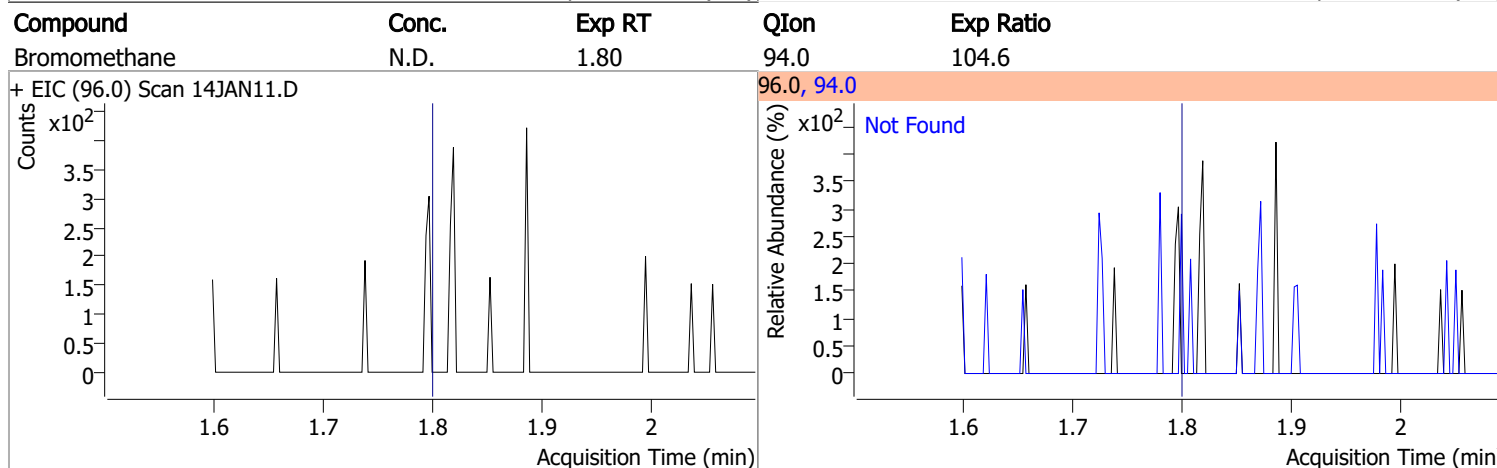 Compound Conc. Exp RT QIon Exp Ratio
Bromomethane N.D. 1.80 94.0 104.6
+ EIC (96.0) Scan 14JAN11.D
Counts
x10²
3.5
3
2.5
2
1.5
1
0.5
0
1.6 1.7 1.8 1.9 2
Acquisition Time (min)
96.0, 94.0
Relative Abundance (%)
x10²
Not Found
3.5
3
2.5
2
1.5
1
0.5
0
1.6 1.7 1.8 1.9 2
Acquisition Time (min